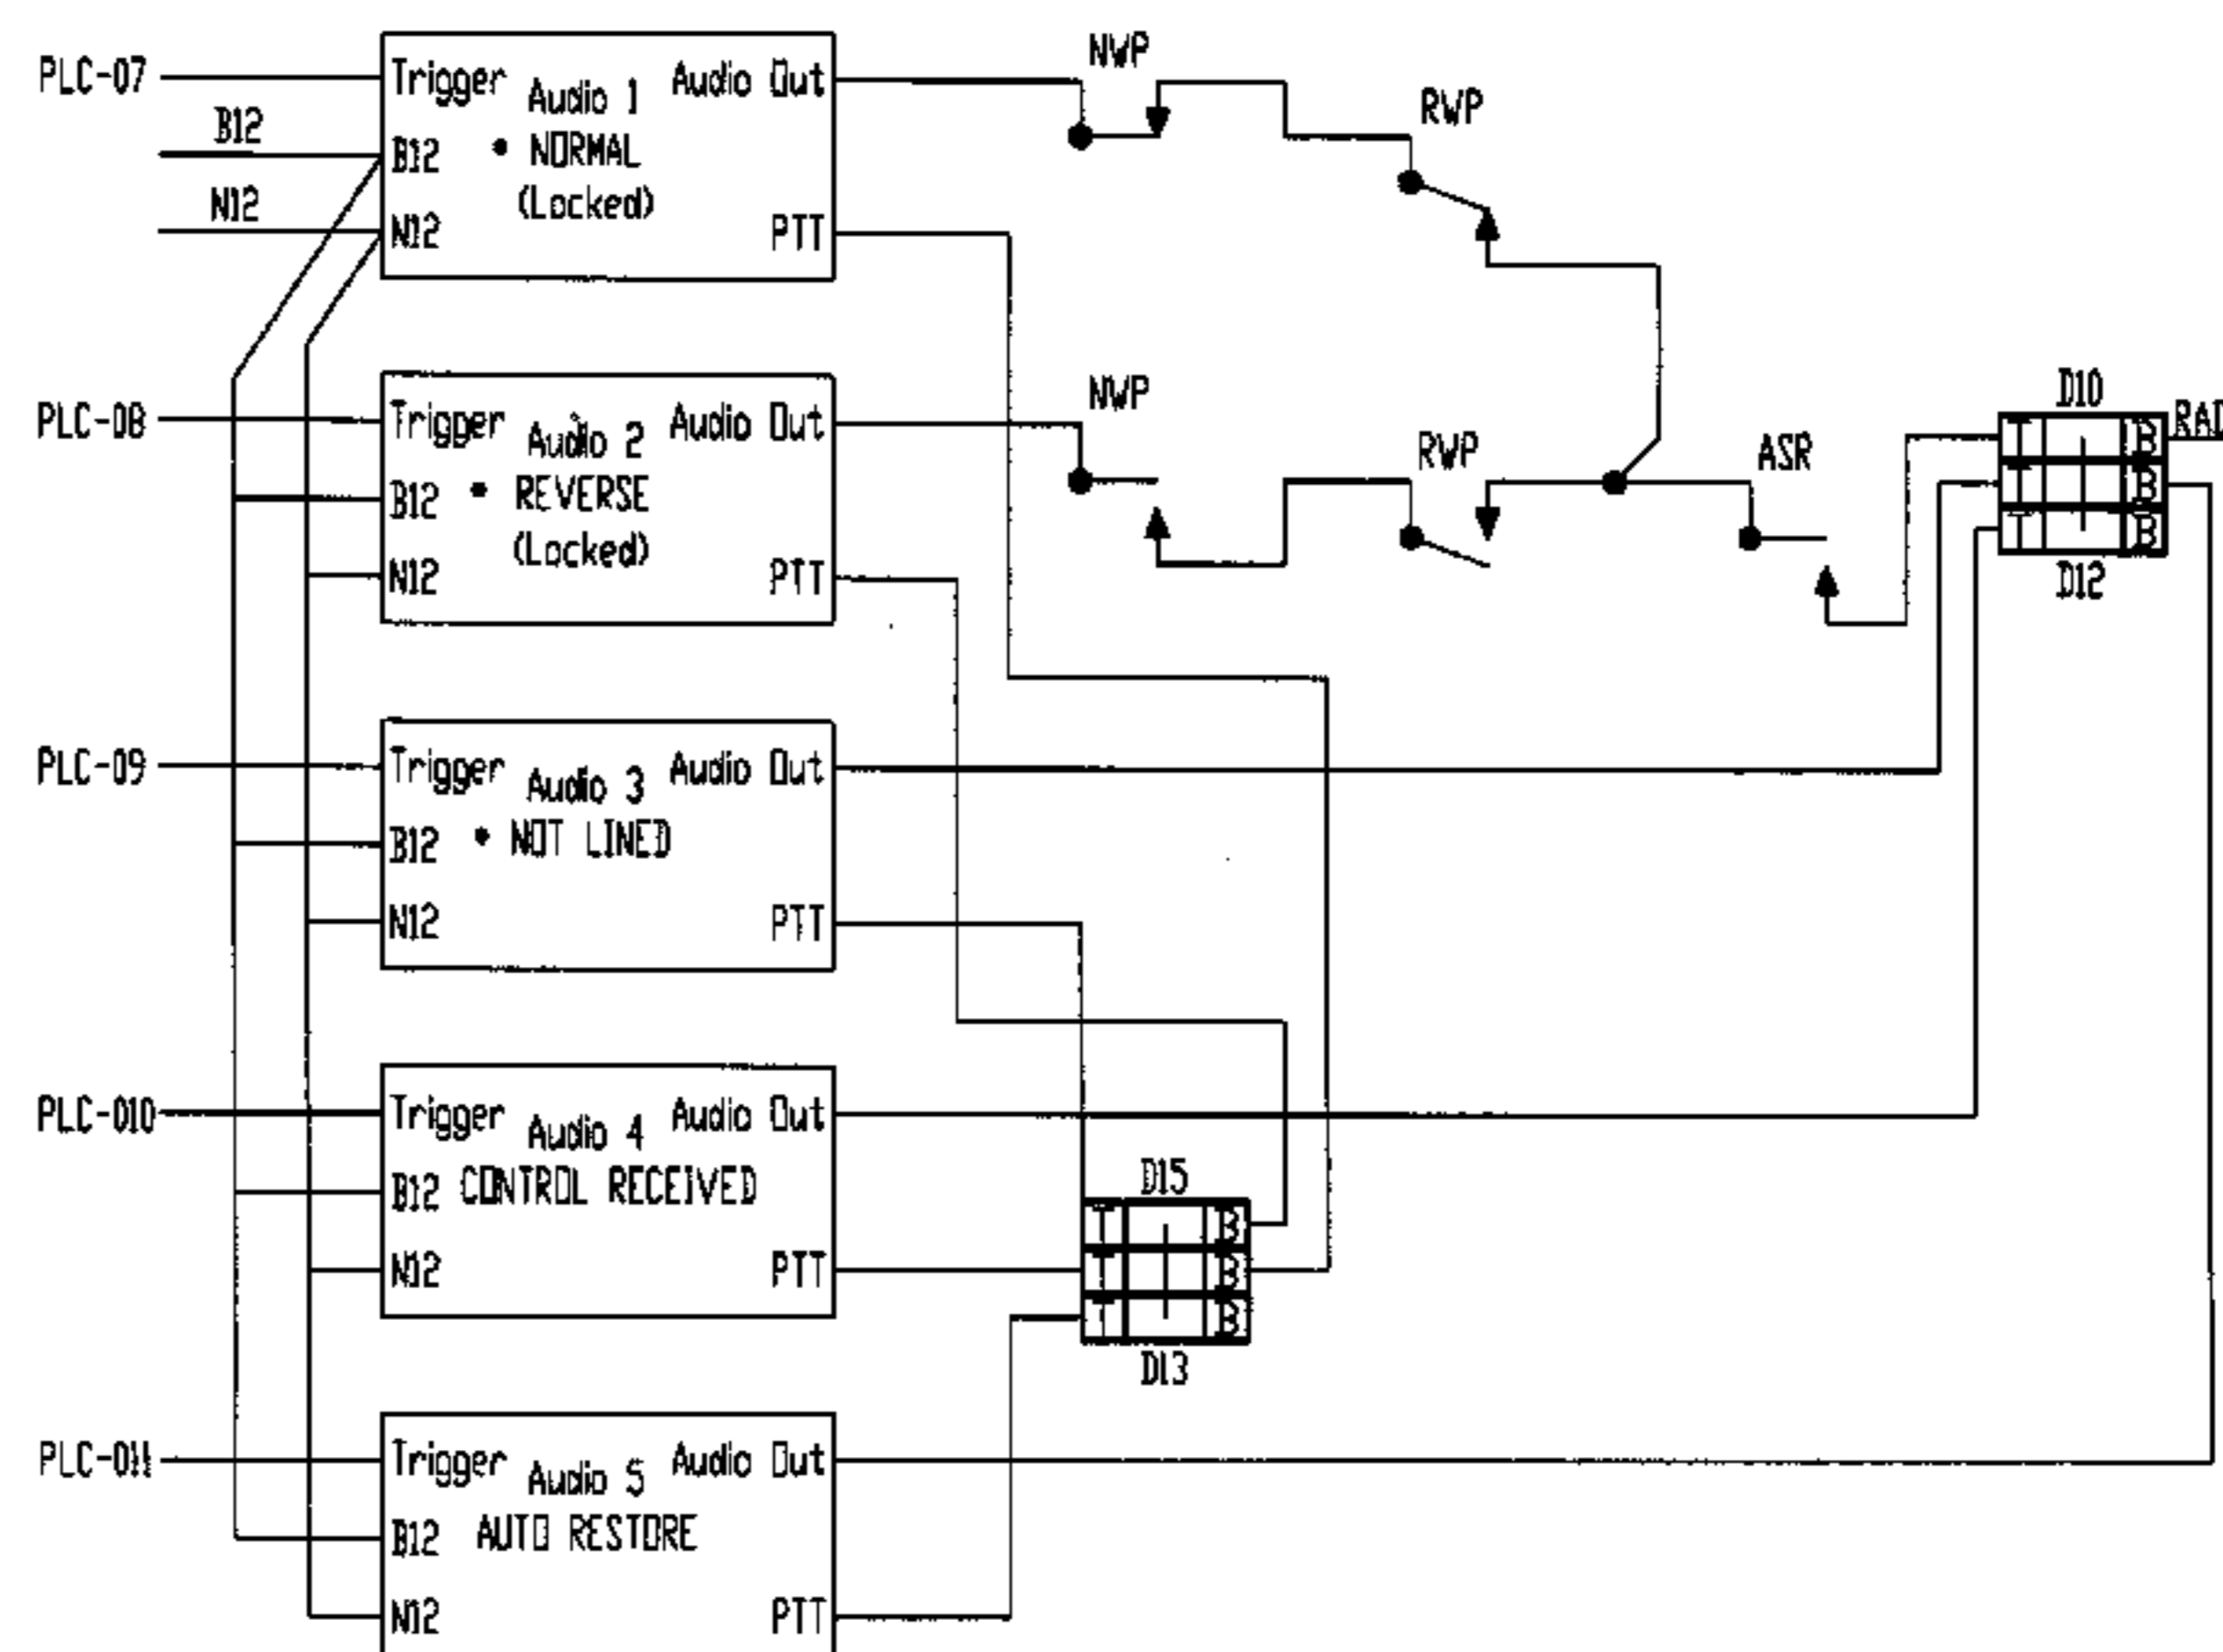 PLC-07
B12
N12
Trigger
Audio 1
Audio Out
B12
• NORMAL
(Locked)
N12
PTT
NWP
RWP
PLC-08
Trigger
Audio 2
Audio Out
B12
• REVERSE
(Locked)
N12
PTT
NWP
RWP
ASR
D10
T
B
RAD
T
B
T
B
D12
PLC-09
Trigger
Audio 3
Audio Out
B12
• NOT LINED
N12
PTT
PLC-010
Trigger
Audio 4
Audio Out
B12
CONTROL RECEIVED
N12
PTT
D15
T
B
T
B
T
B
D13
PLC-011
Trigger
Audio 5
Audio Out
B12
AUTO RESTORE
N12
PTT